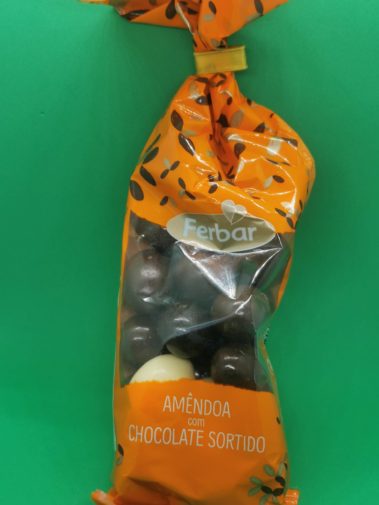 Ferbar
AMÊNDOA
com
CHOCOLATE SORTIDO